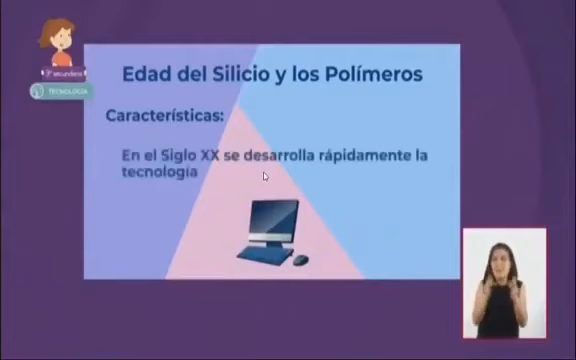 3° secundaria
TECNOLOGÍA
Edad del Silicio y los Polímeros
Características:
En el Siglo XX se desarrolla rápidamente la
tecnología